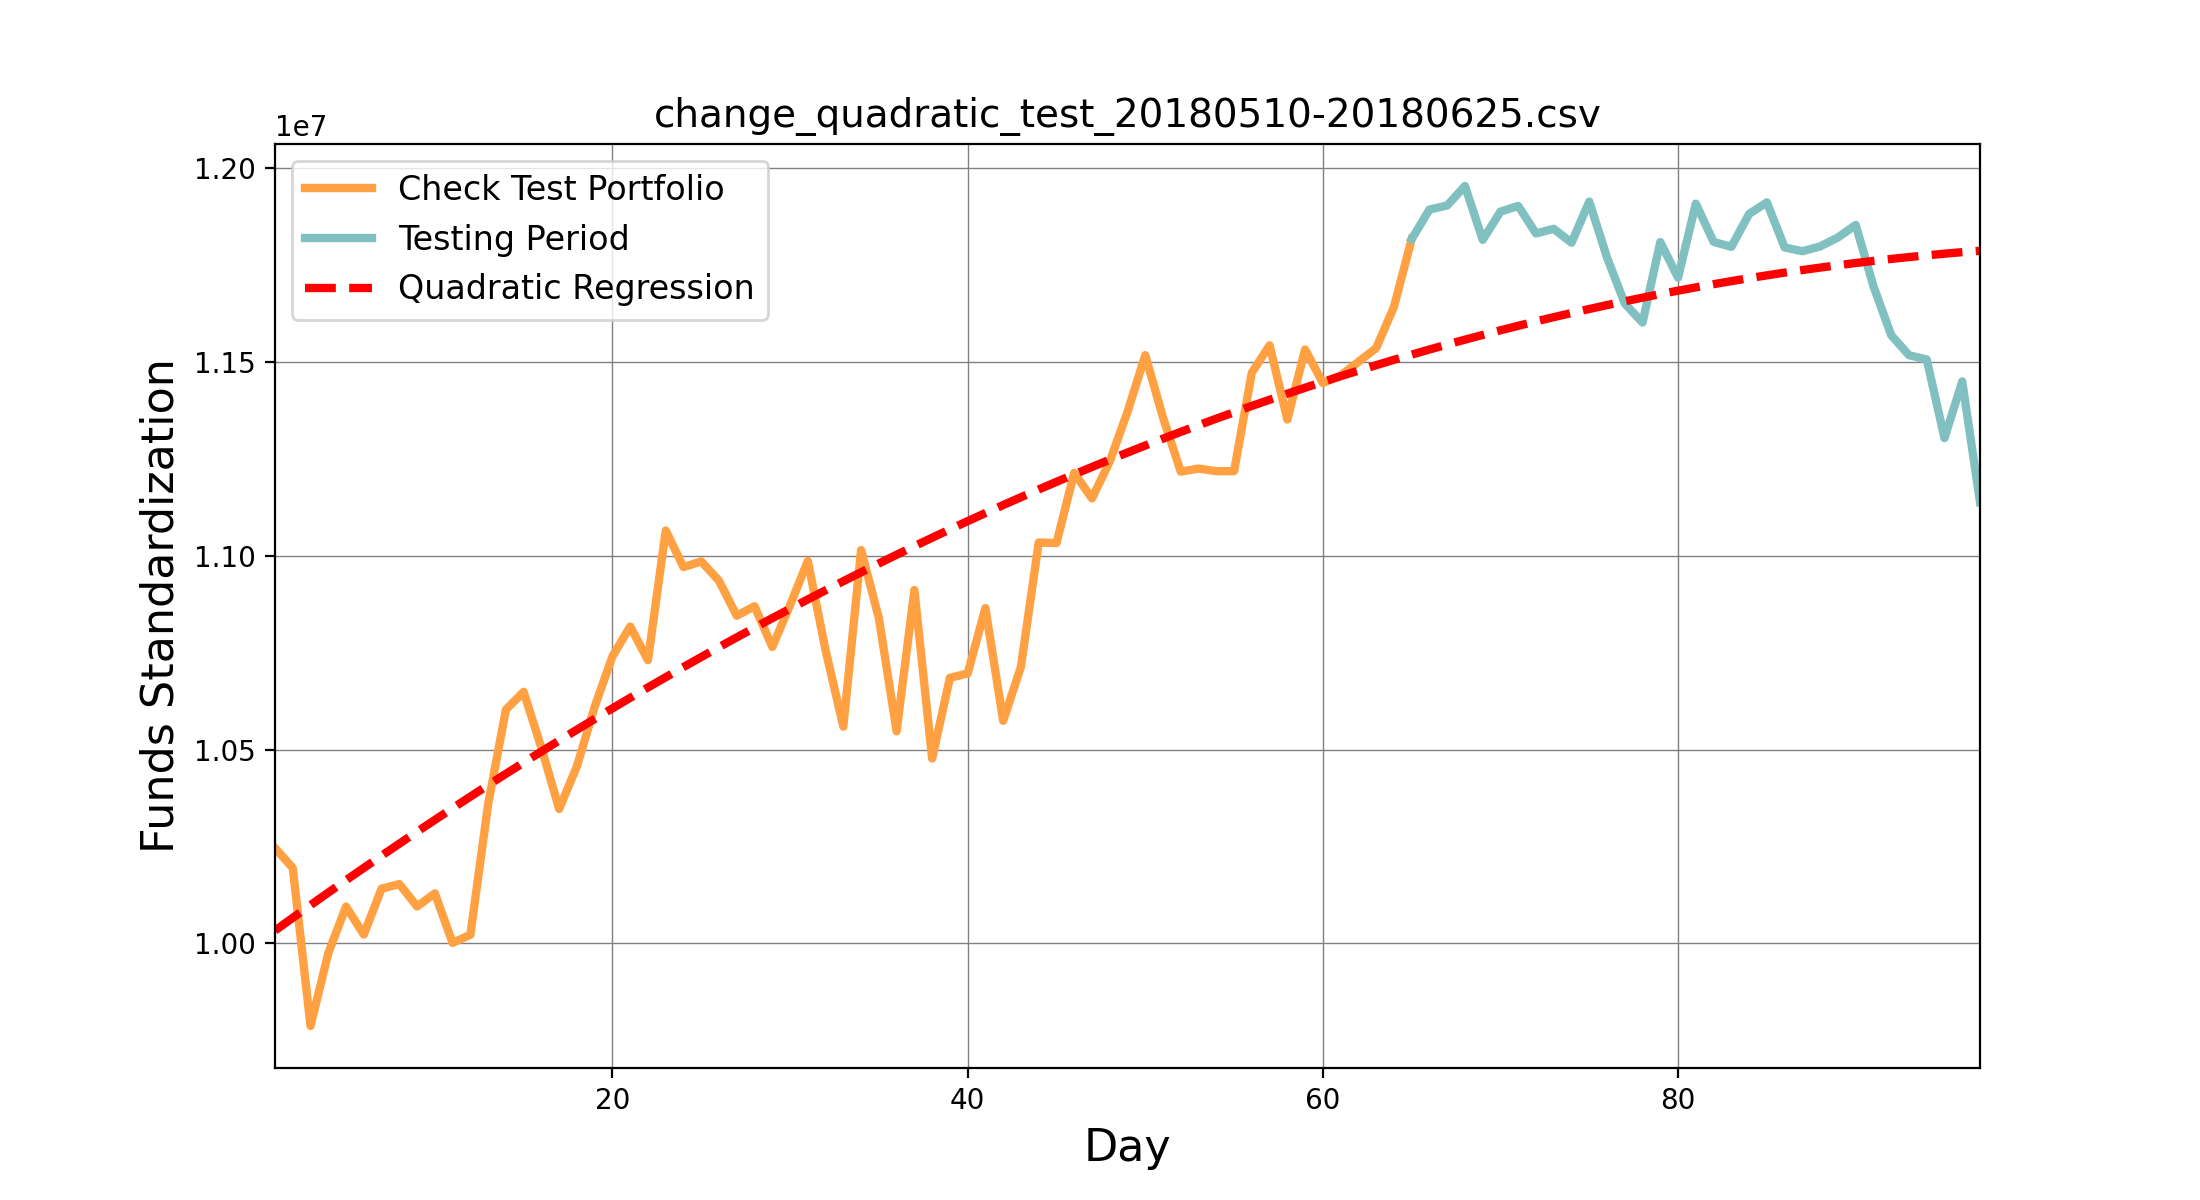 change_quadratic_test_20180510-20180625.csv
1e7
Check Test Portfolio
Testing Period
Quadratic Regression
Funds Standardization
1.20
1.15
1.10
1.05
1.00
20 40 60 80
Day